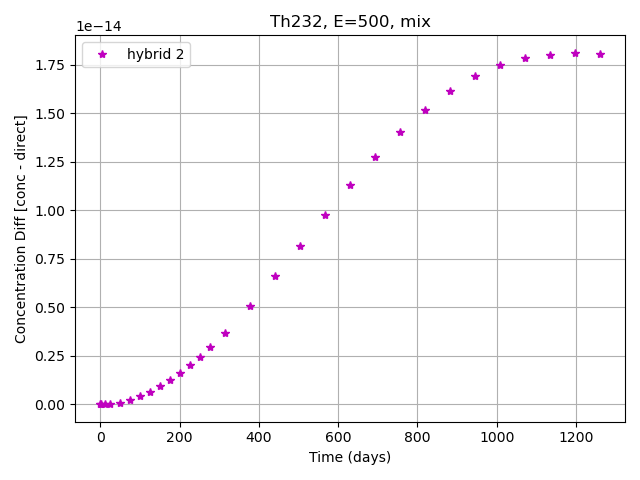 Th232, E=500, mix
1e−14
hybrid 2
1.75
1.50
1.25
1.00
0.75
0.50
0.25
0.00
Concentration Diff [conc - direct]
0 200 400 600 800 1000 1200
Time (days)